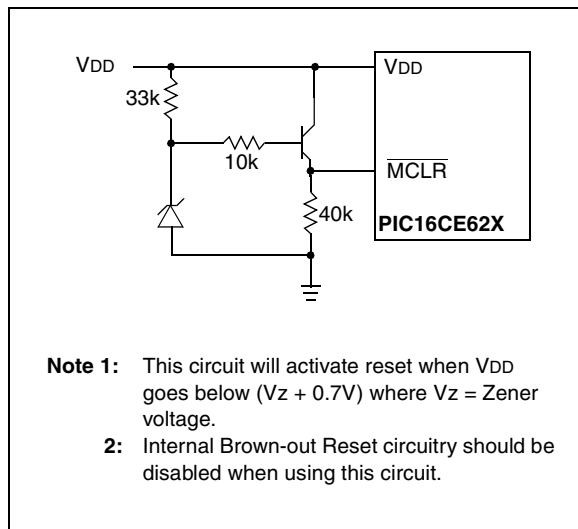 VDD
VDD
33k
10k
MCLR
40k
PIC16CE62X
Note 1: This circuit will activate reset when VDD
goes below (Vz + 0.7V) where Vz = Zener
voltage.
2: Internal Brown-out Reset circuitry should be
disabled when using this circuit.